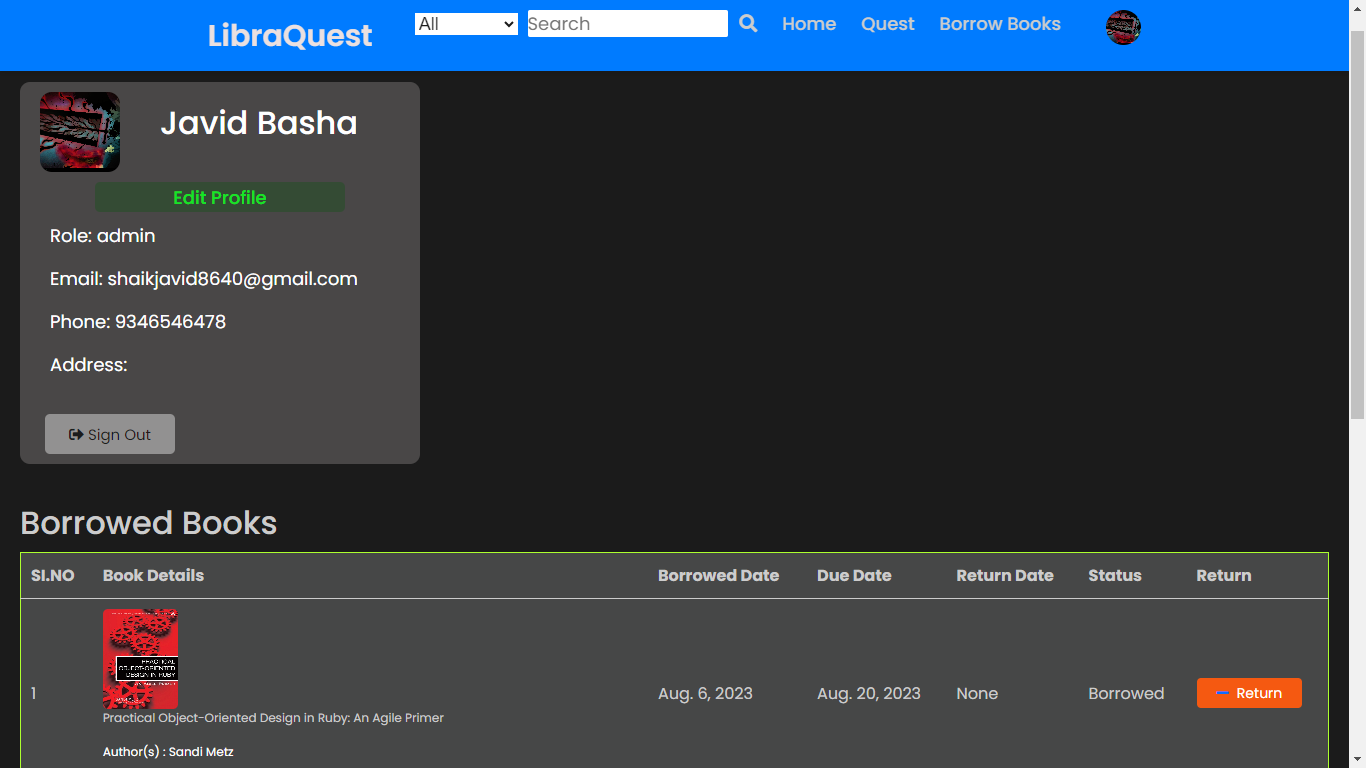 LibraQuest
All
Search
Home
Quest
Borrow Books
Javid Basha
Edit Profile
Role: admin
Email: shaikjavid8640@gmail.com
Phone: 9346546478
Address:
Sign Out
Borrowed Books
Sl.NO Book Details Borrowed Date Due Date Return Date Status Return
PRACTICAL
OBJECT-ORIENTED
DESIGN IN RUBY
1 Aug. 6, 2023 Aug. 20, 2023 None Borrowed Return
Practical Object-Oriented Design in Ruby: An Agile Primer
Author(s) : Sandi Metz